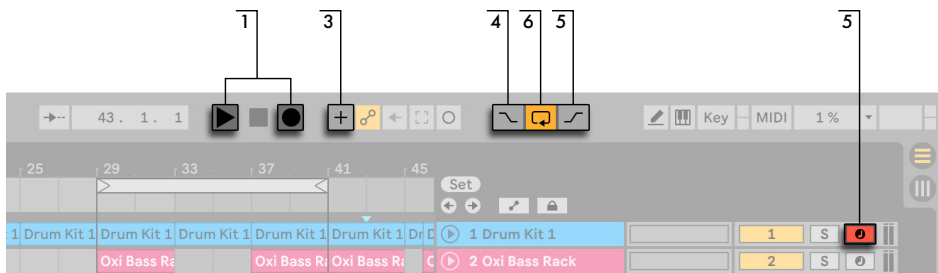 1 3 4 6 5 5
43. 1. 1 Key MIDI 1 %
25 29 33 37 41 45
Set
1 Drum Kit 1 Drum Kit 1 Drum Kit 1 Drum Kit 1 Drum Kit 1 Dr D 1 Drum Kit 1 1 S
Oxi Bass Ra Oxi Bass Ra Oxi Bass Ra C 2 Oxi Bass Rack 2 S